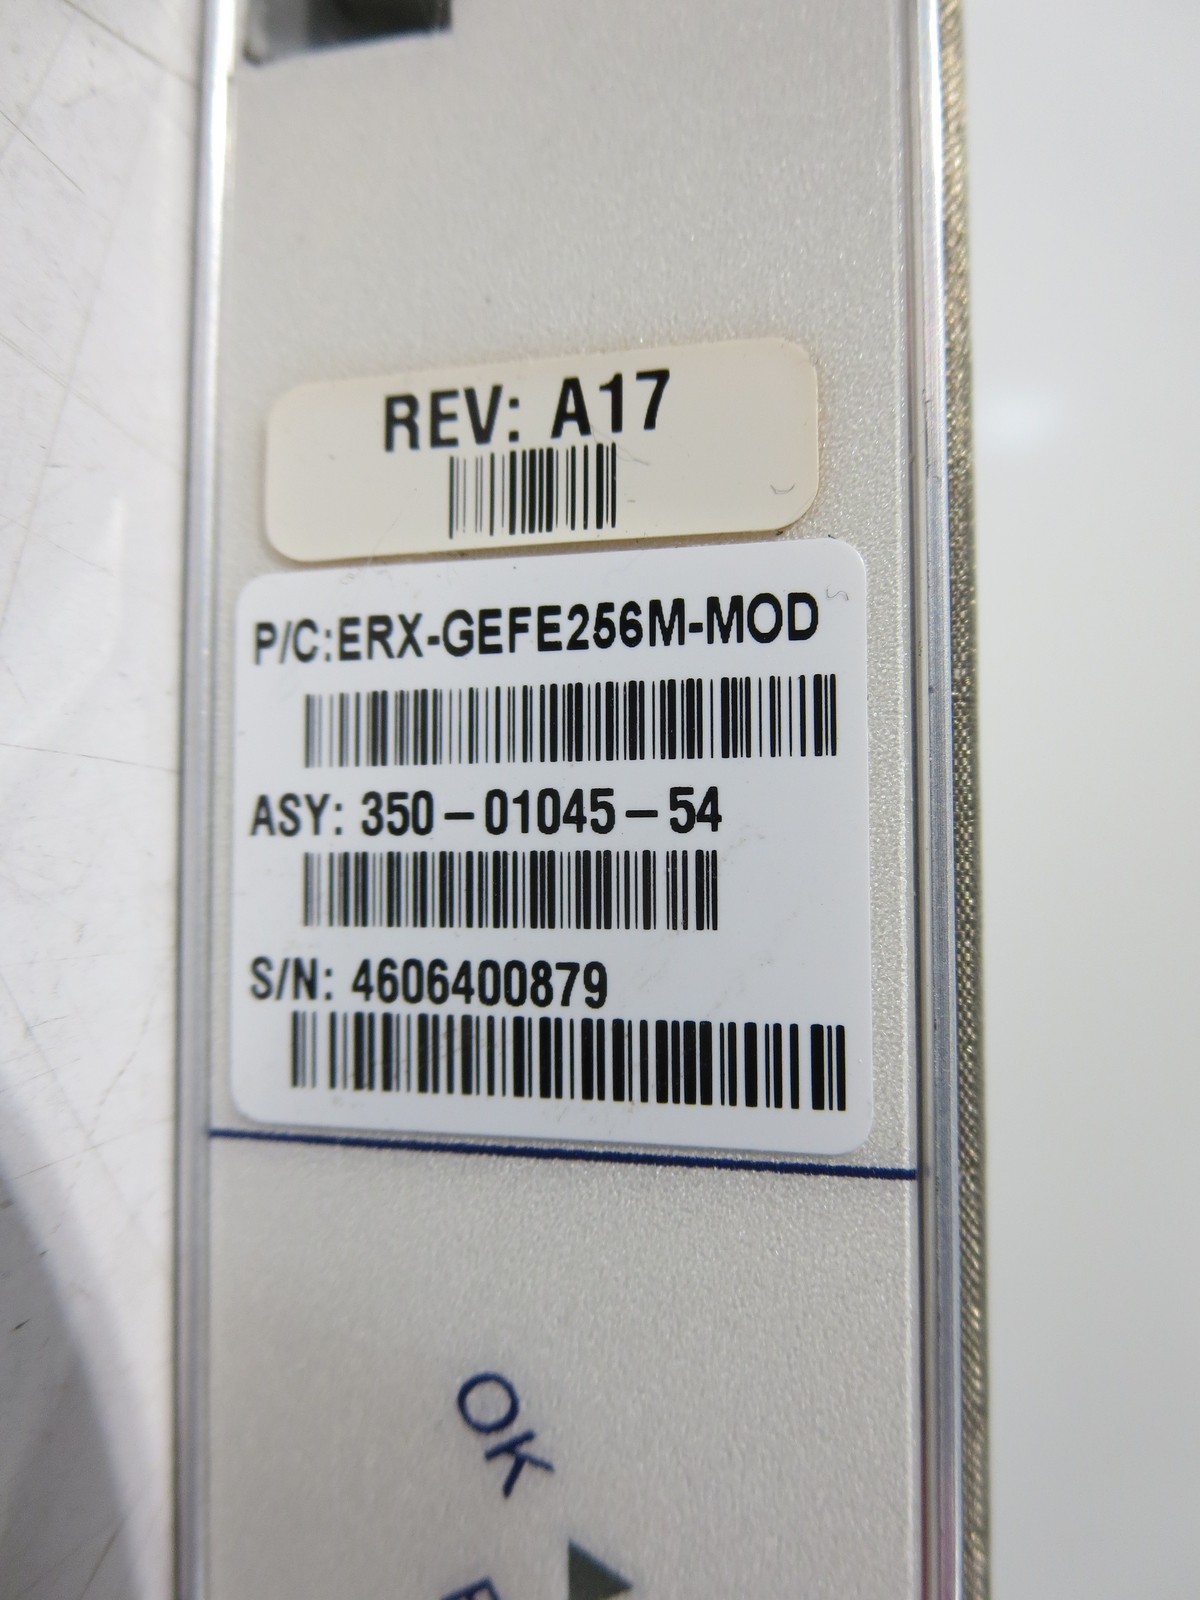 REV: A17
P/C:ERX-GEFE256M-MOD
ASY: 350-01045-54
S/N: 4606400879
OK